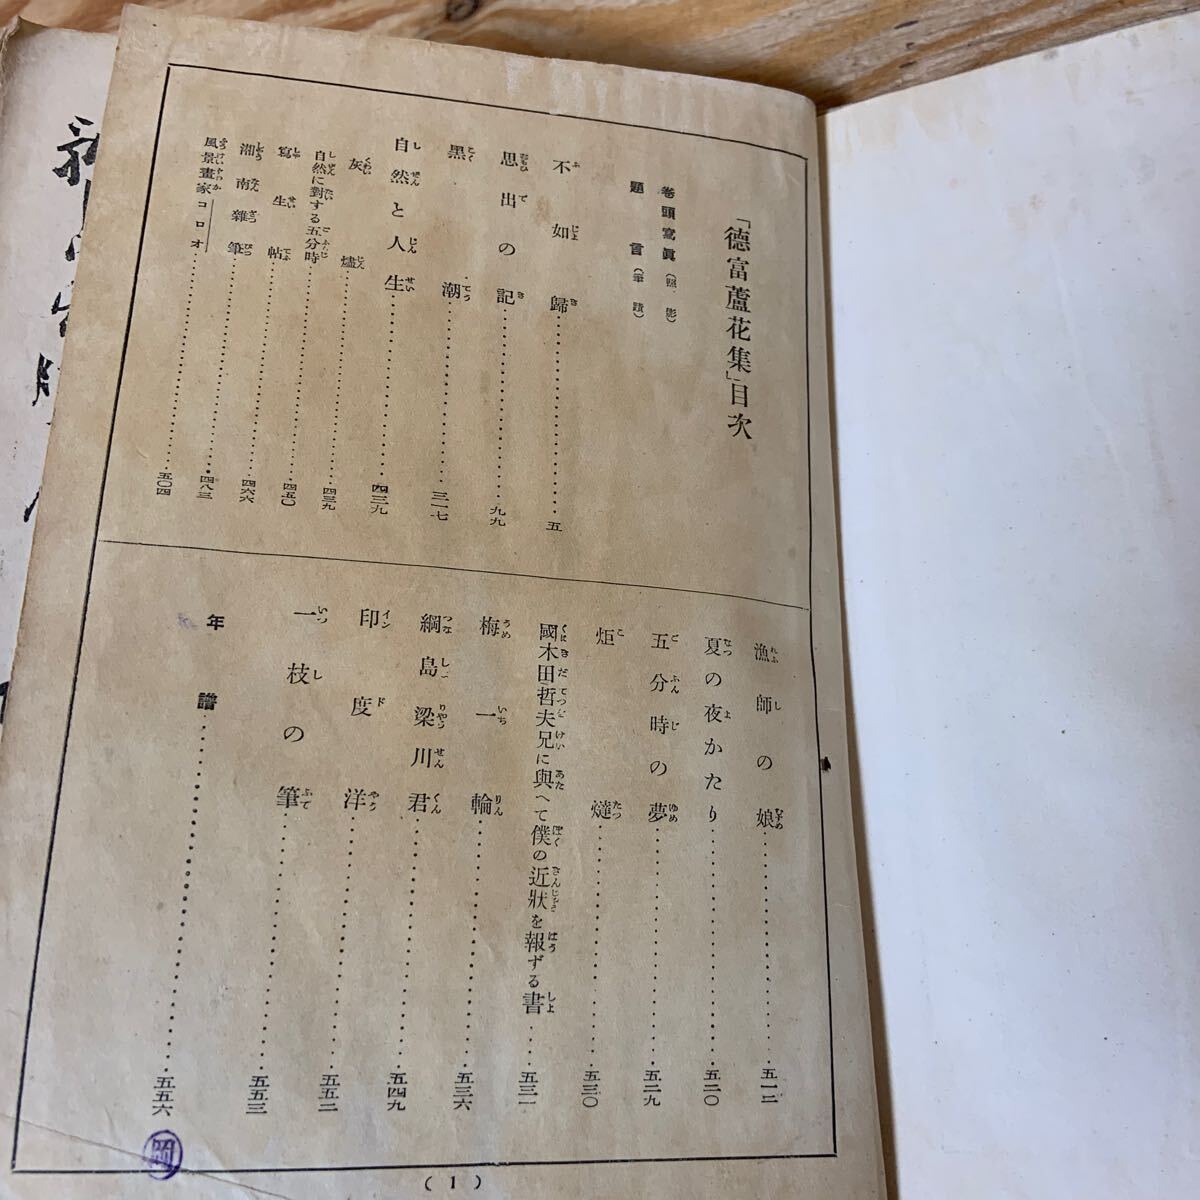 「德富蘆花集」目次
卷頭寫眞（照影）
題言（筆蹟）
不如歸……五
思出の記……九九
黑潮……三一七
自然と人生……四三九
灰燼……四三九
自然に對する五分時……四五〇
寫生帖……四六六
湘南雜筆……四八三
風景畫家コロオ……五〇四
漁師の娘……五一三
夏の夜かたり……五二〇
五分時の夢……五二九
炬燵……五三〇
國木田哲夫兄に與へて僕の近狀を報ずる書……五三一
梅一輪……五三六
綱島梁川君……五四九
印度洋……五五二
一枝の筆……五五三
年譜……五五六
岡
（1）